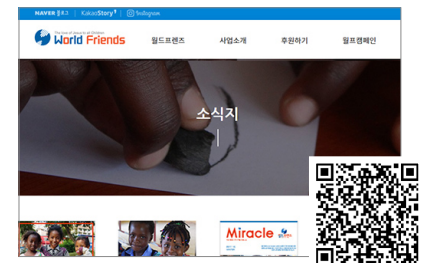 NAVER 블로그 | KakaoStory | Instagram
World Friends
월드프렌즈 사업소개 후원하기 월프캠페인
소식지
Miracle